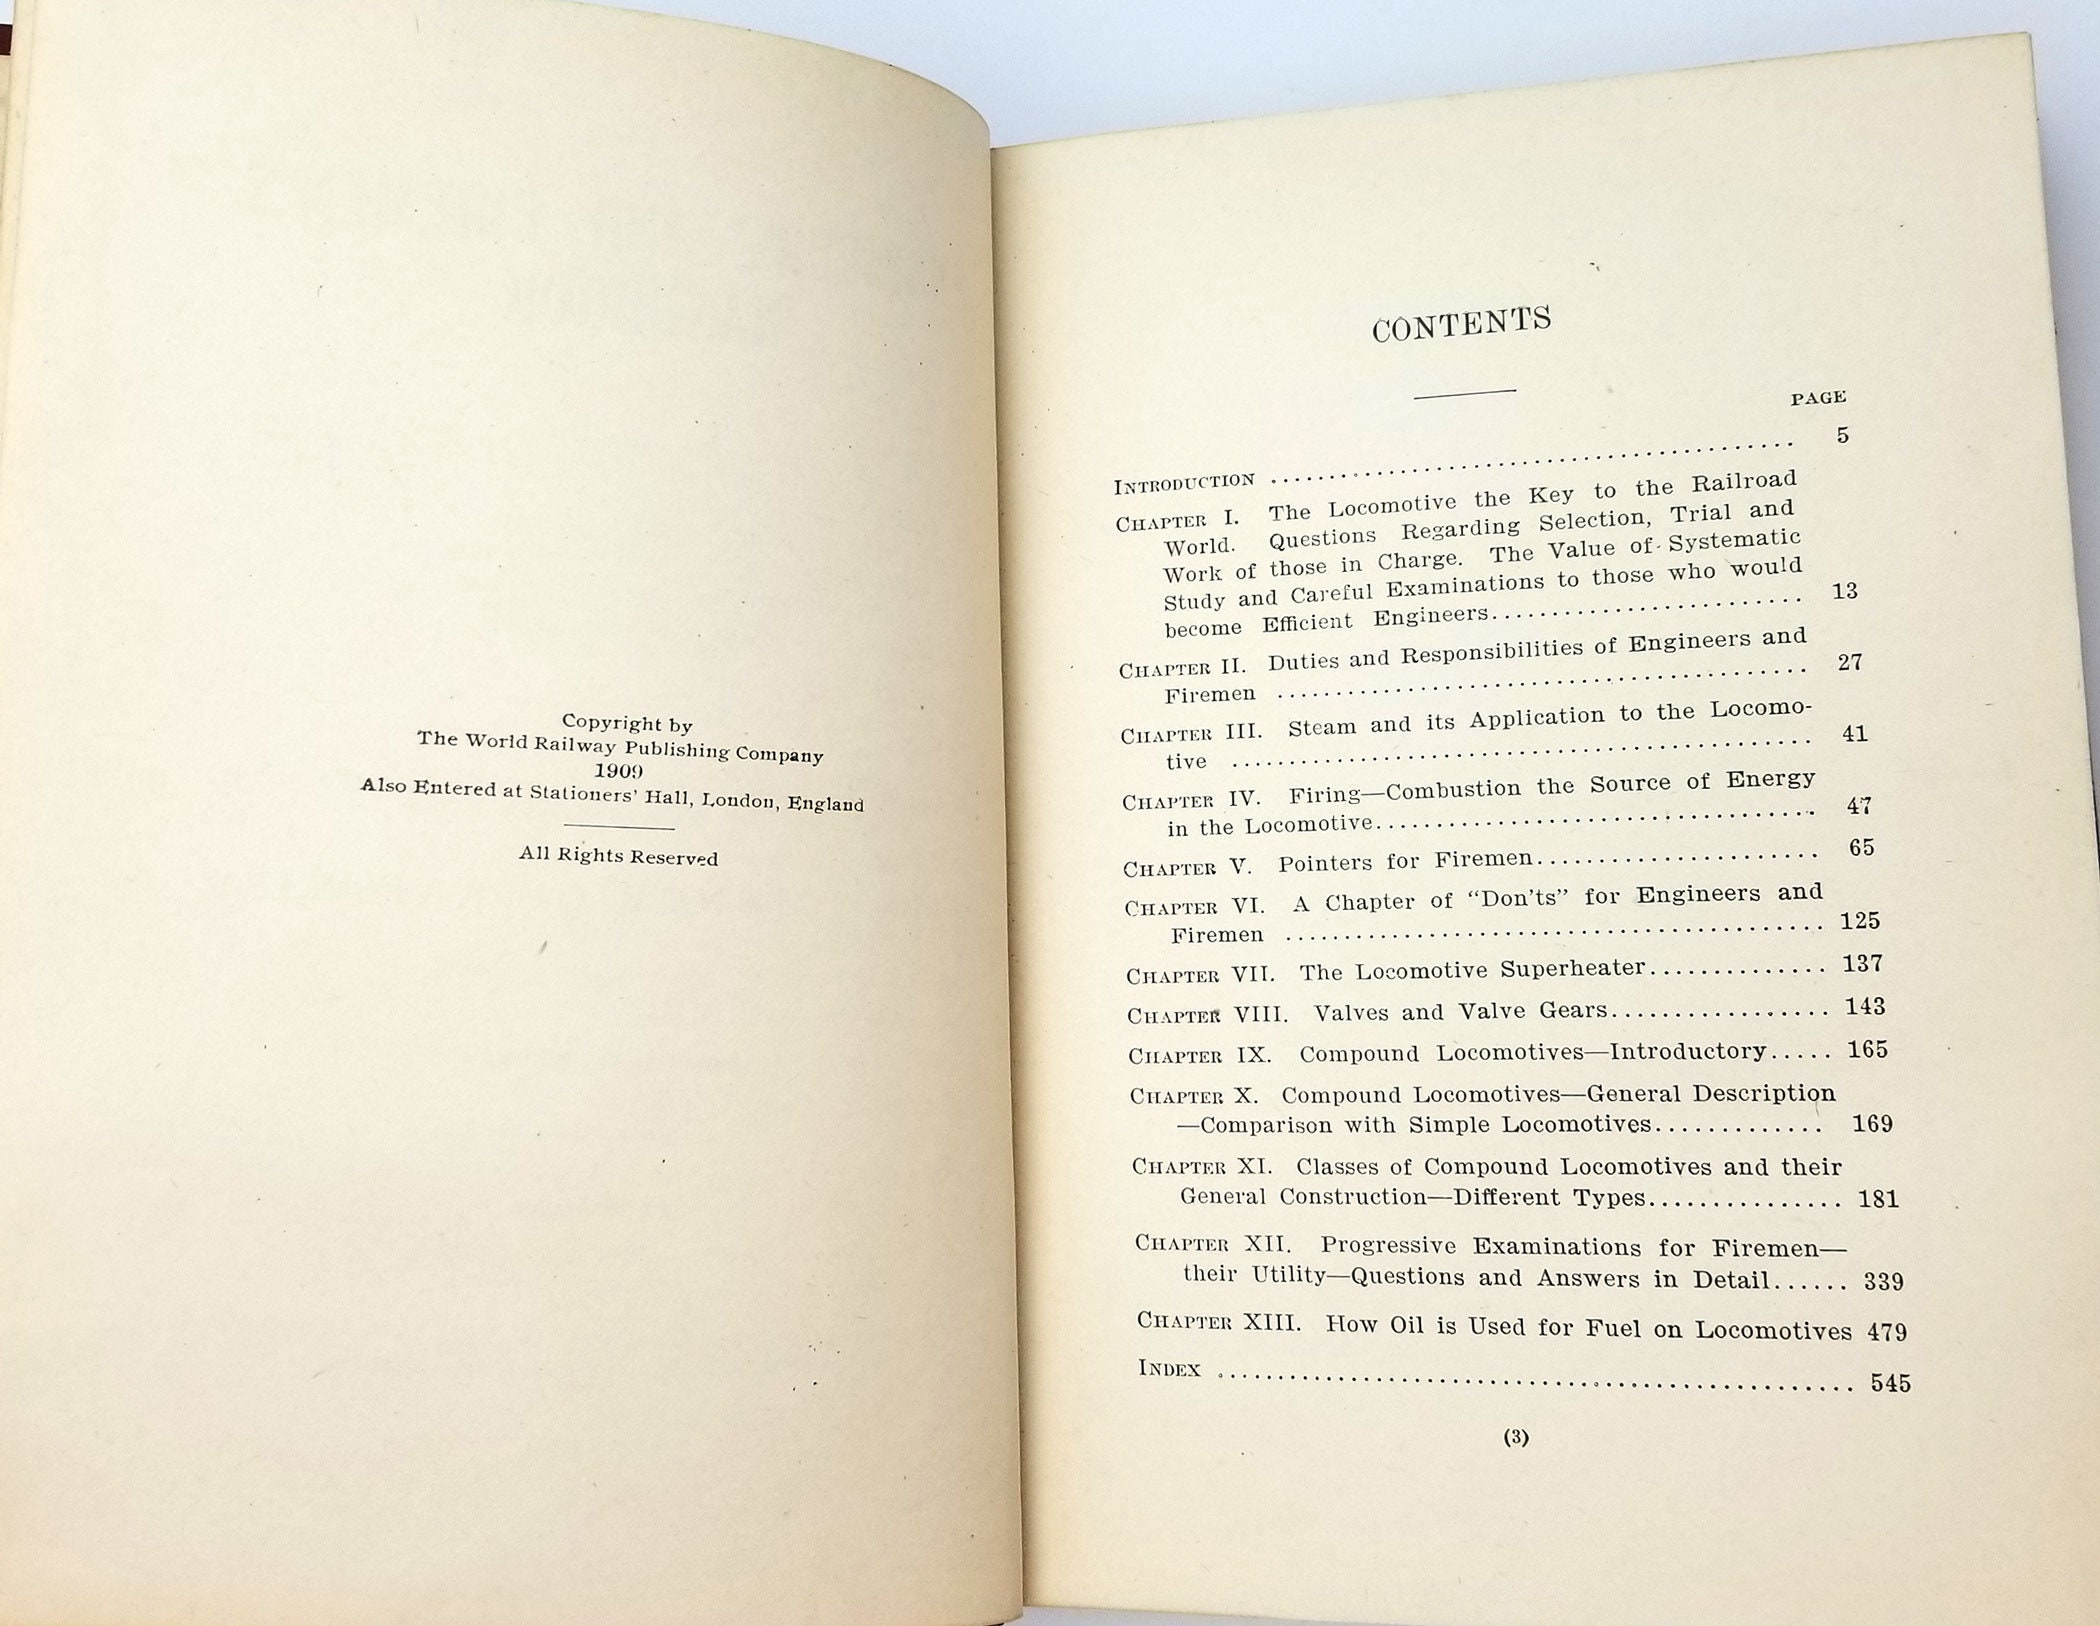 Copyright by
The World Railway Publishing Company
1909
Also Entered at Stationers' Hall, London, England
All Rights Reserved
CONTENTS
PAGE
INTRODUCTION ............................................ 5
CHAPTER I. The Locomotive the Key to the Railroad
World. Questions Regarding Selection, Trial and
Work of those in Charge. The Value of Systematic
Study and Careful Examinations to those who would
become Efficient Engineers.......................... 13
CHAPTER II. Duties and Responsibilities of Engineers and
Firemen ............................................. 27
CHAPTER III. Steam and its Application to the Locomo-
tive ................................................. 41
CHAPTER IV. Firing—Combustion the Source of Energy
in the Locomotive..................................... 47
CHAPTER V. Pointers for Firemen........................ 65
CHAPTER VI. A Chapter of “Don'ts” for Engineers and
Firemen .............................................. 125
CHAPTER VII. The Locomotive Superheater............... 137
CHAPTER VIII. Valves and Valve Gears.................. 143
CHAPTER IX. Compound Locomotives—Introductory..... 165
CHAPTER X. Compound Locomotives—General Description
—Comparison with Simple Locomotives............. 169
CHAPTER XI. Classes of Compound Locomotives and their
General Construction—Different Types................ 181
CHAPTER XII. Progressive Examinations for Firemen—
their Utility—Questions and Answers in Detail...... 339
CHAPTER XIII. How Oil is Used for Fuel on Locomotives 479
INDEX .................................................... 545
(3)